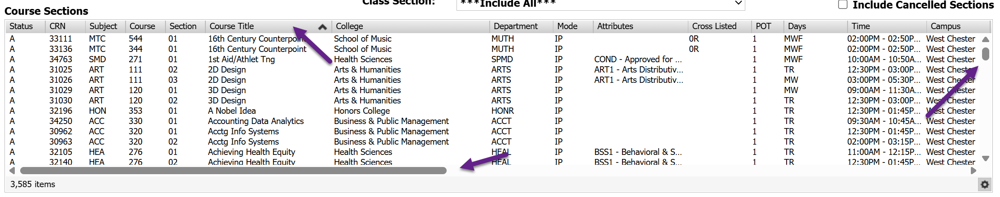 Class Section: ***Include All*** Include Cancelled Sections
Course Sections
Status CRN Subject Course Section Course Title College Department Mode Attributes Cross Listed POT Days Time Campus
A 33111 MTC 544 01 16th Century Counterpoint School of Music MUTH IP 0R 1 MWF 02:00PM - 02:50P... West Chester
A 33136 MTC 344 01 16th Century Counterpoint School of Music MUTH IP 0R 1 MWF 02:00PM - 02:50P... West Chester
A 34763 SMD 271 01 1st Aid/Athlet Tng Health Sciences SPMD IP COND - Approved for ... 1 MWF 10:00AM - 10:50A... West Chester
A 31025 ART 111 02 2D Design Arts & Humanities ARTS IP ART1 - Arts Distributiv... 1 TR 12:30PM - 03:00P... West Chester
A 31026 ART 111 03 2D Design Arts & Humanities ARTS IP ART1 - Arts Distributiv... 1 MW 03:00PM - 05:30P... West Chester
A 31029 ART 120 01 3D Design Arts & Humanities ARTS IP 1 MW 09:00AM - 11:30A... West Chester
A 31030 ART 120 02 3D Design Arts & Humanities ARTS IP 1 TR 12:30PM - 03:00P... West Chester
A 32196 HON 353 01 A Nobel Idea Honors College HONR IP 1 TR 12:30PM - 01:45P... West Chester
A 34250 ACC 330 01 Accounting Data Analytics Business & Public Management ACCT IP 1 TR 09:30AM - 10:45A... West Chester
A 30962 ACC 320 01 Acctg Info Systems Business & Public Management ACCT IP 1 TR 12:30PM - 01:45P... West Chester
A 30963 ACC 320 02 Acctg Info Systems Business & Public Management ACCT IP 1 TR 02:00PM - 03:15P... West Chester
A 32105 HEA 276 01 Achieving Health Equity Health Sciences HEAL IP BSS1 - Behavioral & S... 1 TR 11:00AM - 12:15P... West Chester
A 32140 HEA 276 02 Achieving Health Equity Health Sciences HEAL IP BSS1 - Behavioral & S... 1 TR 12:30PM - 01:45P... West Chester
3,585 items